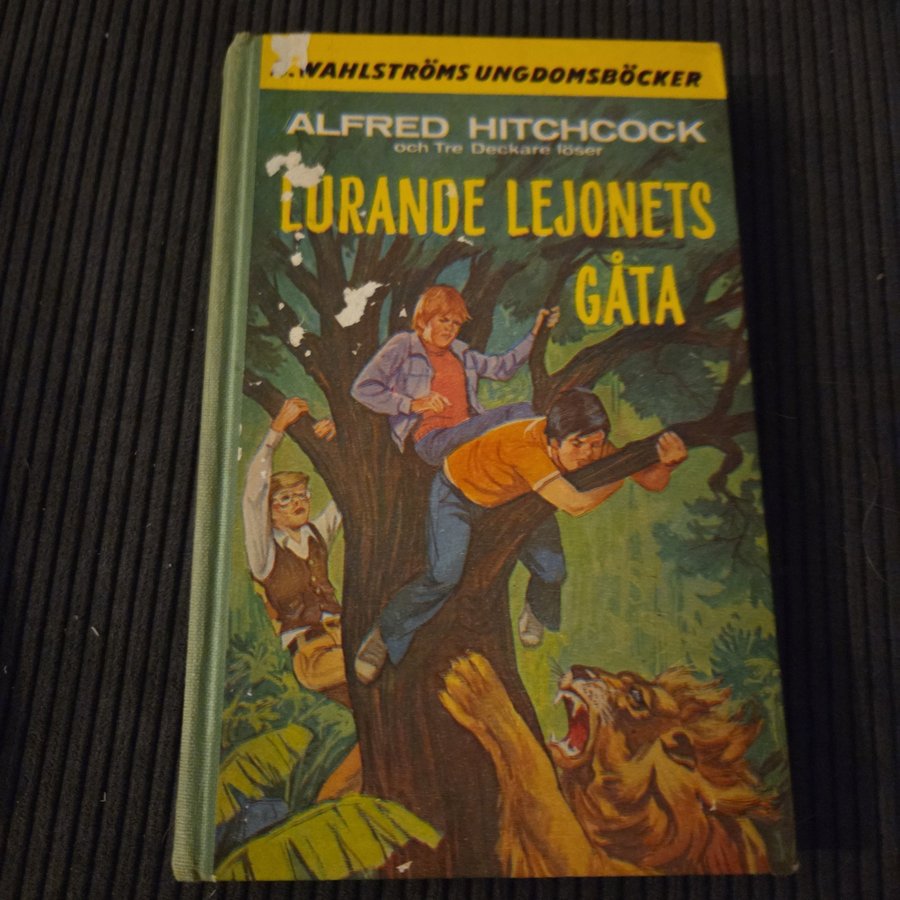 WAHLSTRÖMS UNGDOMSBÖCKER
ALFRED HITCHCOCK
och Tre Deckare löser
LURANDE LEJONETS
GÅTA